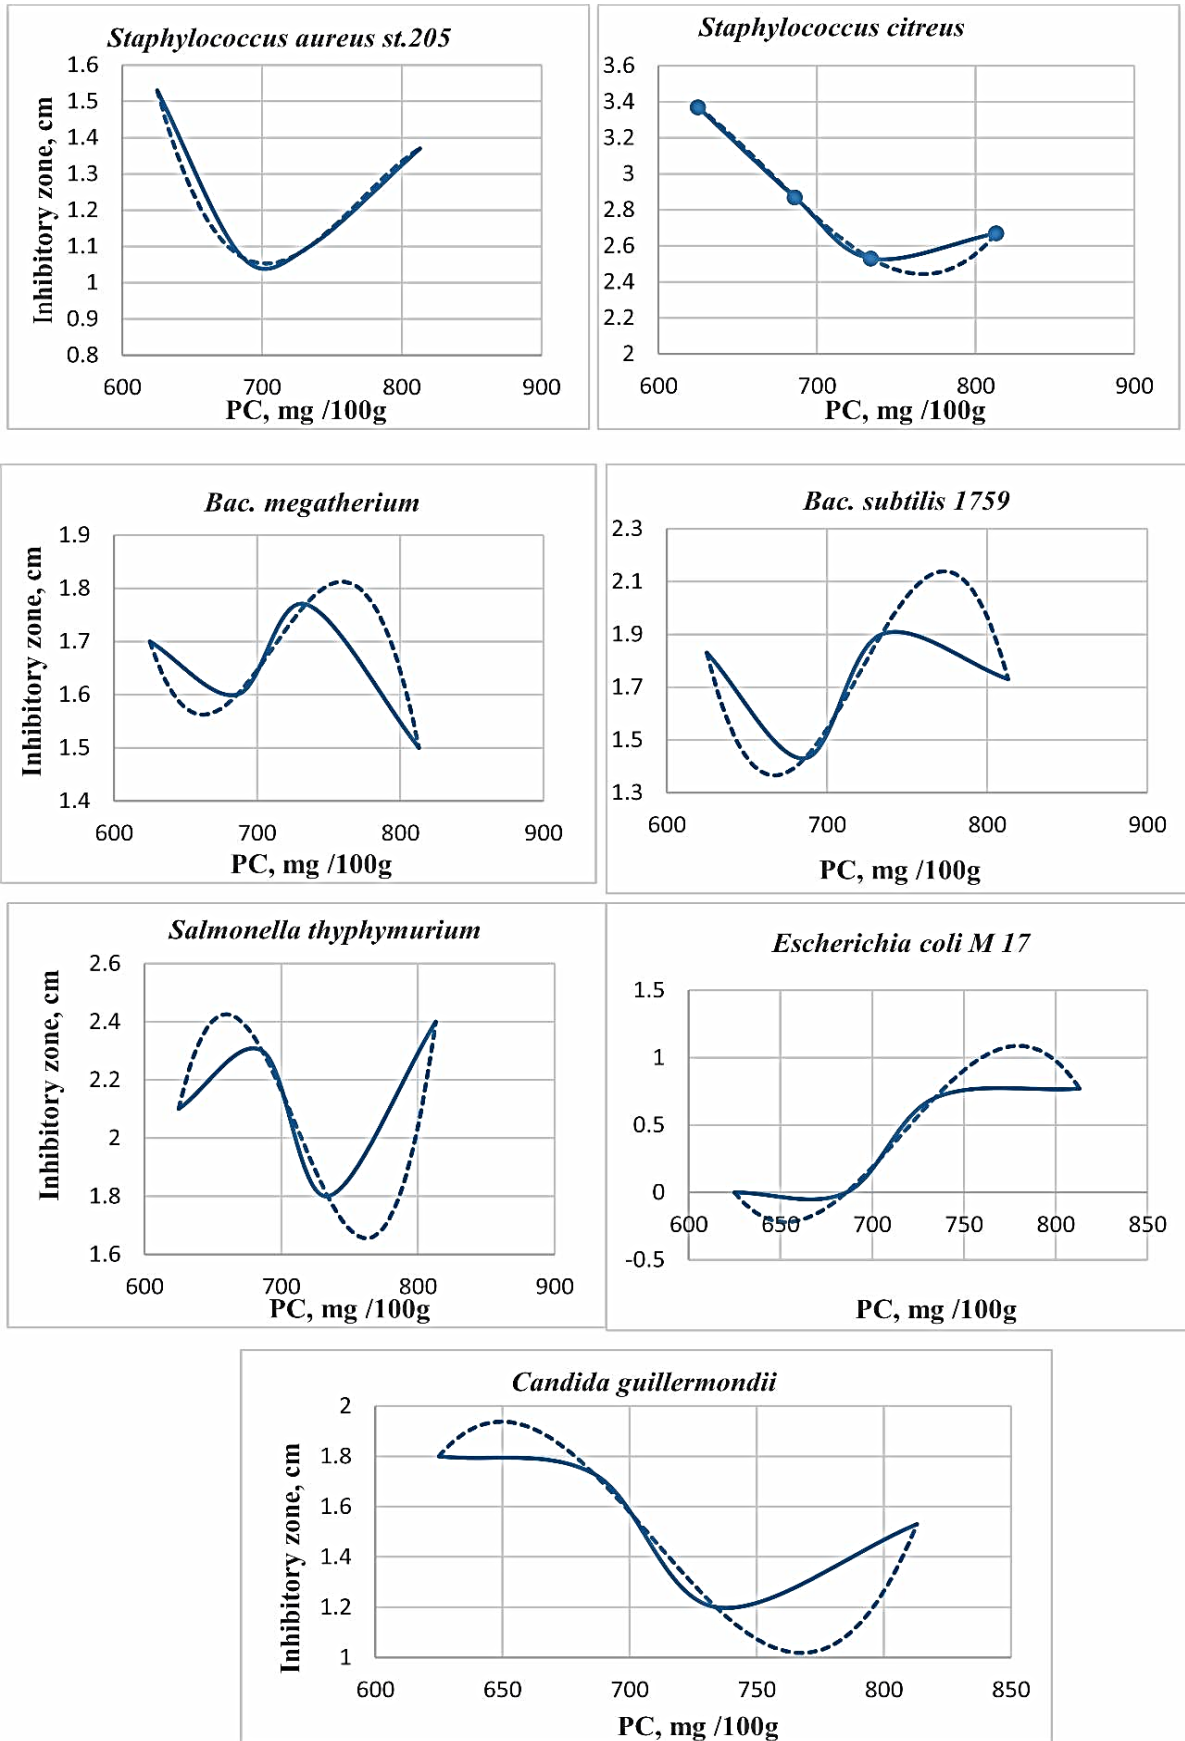 Staphylococcus aureus st.205
1.6
1.5
1.4
1.3
1.2
1.1
1
0.9
0.8
Inhibitory zone, cm
600 700 800 900
PC, mg /100g
Staphylococcus citreus
3.6
3.4
3.2
3
2.8
2.6
2.4
2.2
2
600 700 800 900
PC, mg /100g
Bac. megatherium
1.9
1.8
1.7
1.6
1.5
1.4
Inhibitory zone, cm
600 700 800 900
PC, mg /100g
Bac. subtilis 1759
2.3
2.1
1.9
1.7
1.5
1.3
600 700 800 900
PC, mg /100g
Salmonella thyphymurium
2.6
2.4
2.2
2
1.8
1.6
Inhibitory zone, cm
600 700 800 900
PC, mg /100g
Escherichia coli M 17
1.5
1
0.5
0
-0.5
600 650 700 750 800 850
PC, mg /100g
Candida guillermondii
2
1.8
1.6
1.4
1.2
1
Inhibitory zone, cm
600 650 700 750 800 850
PC, mg /100g